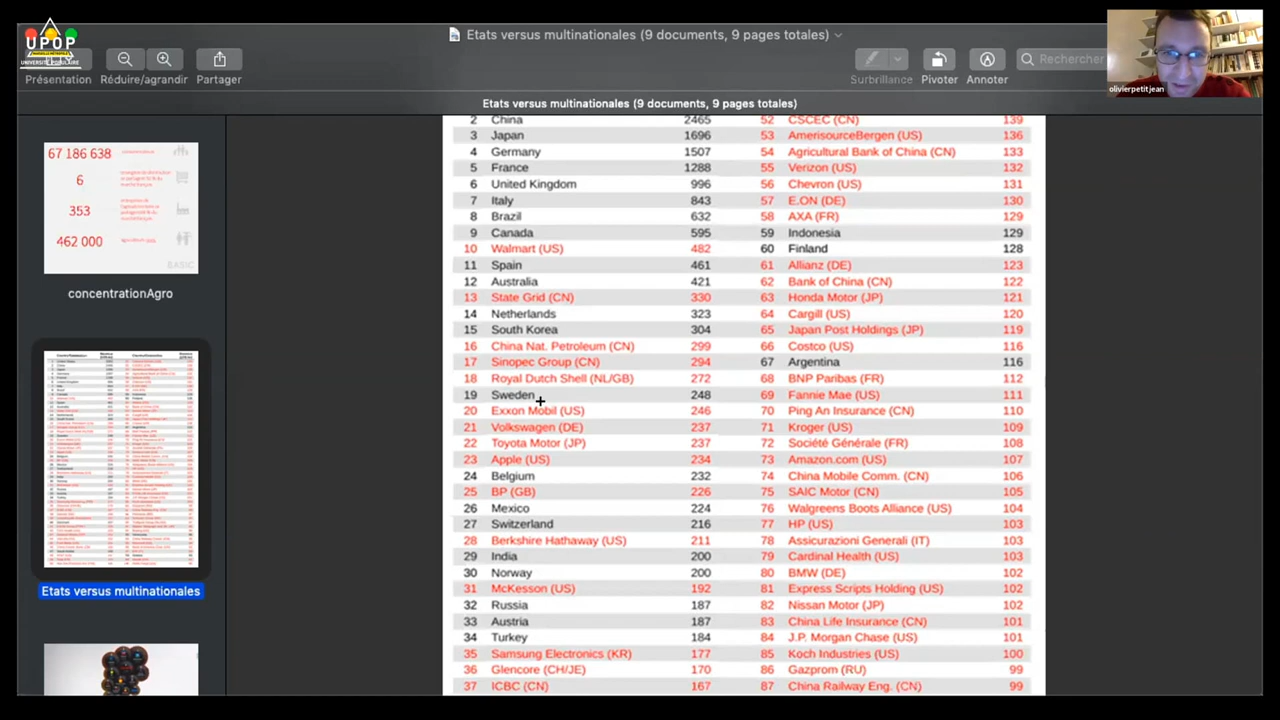 UPOP
UNIVERSITÉ POPULAIRE
Etats versus multinationales (9 documents, 9 pages totales)
Présentation
Réduire/agrandir
Partager
Surbrillance
Pivoter
Annoter
Rechercher
olivierpetitjean
Etats versus multinationales (9 documents, 9 pages totales)
67 186 638
6
353
462 000
BASIC
concentrationAgro
Etats versus multinationales
2 China 2465 52 CSCEC (CN) 139
3 Japan 1696 53 AmerisourceBergen (US) 136
4 Germany 1507 54 Agricultural Bank of China (CN) 133
5 France 1288 55 Verizon (US) 132
6 United Kingdom 996 56 Chevron (US) 131
7 Italy 843 57 E.ON (DE) 130
8 Brazil 632 58 AXA (FR) 129
9 Canada 595 59 Indonesia 129
10 Walmart (US) 482 60 Finland 128
11 Spain 461 61 Allianz (DE) 123
12 Australia 421 62 Bank of China (CN) 122
13 State Grid (CN) 330 63 Honda Motor (JP) 121
14 Netherlands 323 64 Cargill (US) 120
15 South Korea 304 65 Japan Post Holdings (JP) 119
16 China Nat. Petroleum (CN) 299 66 Costco (US) 116
17 Sinopec Group (CN) 294 67 Argentina 116
18 Royal Dutch Shell (NL/GB) 272 68 BNP Paribas (FR) 112
19 Sweden 248 69 Fannie Mae (US) 111
20 Exxon Mobil (US) 246 70 Ping An Insurance (CN) 110
21 Volkswagen (DE) 237 71 Kroger (US) 109
22 Toyota Motor (JP) 237 72 Société Générale (FR) 108
23 Apple (US) 234 73 Amazon.com (US) 107
24 Belgium 232 74 China Mobile Comm. (CN) 106
25 BP (GB) 226 75 SAIC Motor (CN) 105
26 Mexico 224 76 Walgreens Boots Alliance (US) 104
27 Switzerland 216 77 HP (US) 103
28 Berkshire Hathaway (US) 211 78 Assicurazioni Generali (IT) 103
29 India 200 79 Cardinal Health (US) 103
30 Norway 200 80 BMW (DE) 102
31 McKesson (US) 192 81 Express Scripts Holding (US) 102
32 Russia 187 82 Nissan Motor (JP) 102
33 Austria 187 83 China Life Insurance (CN) 101
34 Turkey 184 84 J.P. Morgan Chase (US) 101
35 Samsung Electronics (KR) 177 85 Koch Industries (US) 100
36 Glencore (CH/JE) 170 86 Gazprom (RU) 99
37 ICBC (CN) 167 87 China Railway Eng. (CN) 99